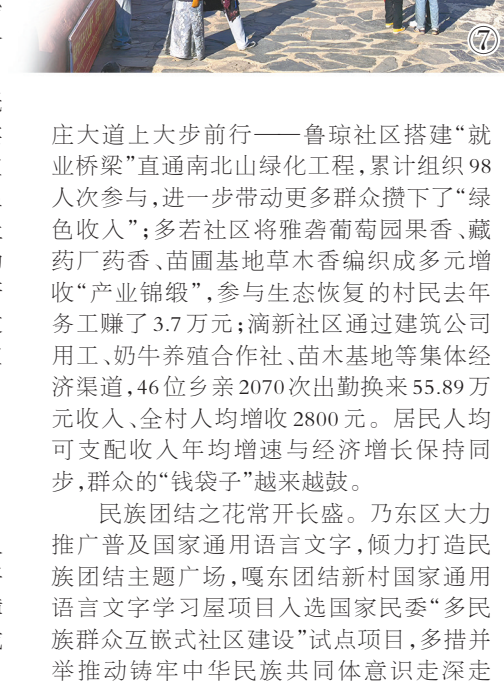 ⑦
庄大道上大步前行——鲁琼社区搭建“就
业桥梁”直通南北山绿化工程,累计组织98
人次参与,进一步带动更多群众攒下了“绿
色收入”;多若社区将雅砻葡萄园果香、藏
药厂药香、苗圃基地草木香编织成多元增
收“产业锦缎”,参与生态恢复的村民去年
务工赚了3.7万元;滴新社区通过建筑公司
用工、奶牛养殖合作社、苗木基地等集体经
济渠道,46位乡亲2070次出勤换来55.89万
元收入、全村人均增收2800元。居民人均
可支配收入年均增速与经济增长保持同
步,群众的“钱袋子”越来越鼓。
民族团结之花常开长盛。乃东区大力
推广普及国家通用语言文字,倾力打造民
族团结主题广场,嘎东团结新村国家通用
语言文字学习屋项目入选国家民委“多民
族群众互嵌式社区建设”试点项目,多措并
举推动铸牢中华民族共同体意识走深走